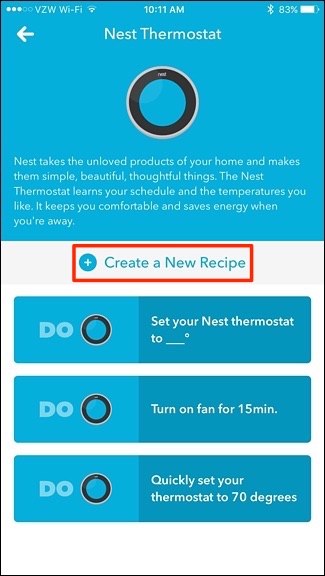 VZW Wi-Fi 10:11 AM 83%
Nest Thermostat
nest
Nest takes the unloved products of your home and makes
them simple, beautiful, thoughtful things. The Nest
Thermostat learns your schedule and the temperatures you
like. It keeps you comfortable and saves energy when
you're away.
+ Create a New Recipe
DO
Set your Nest thermostat
to ___°
DO
Turn on fan for 15min.
DO
Quickly set your
thermostat to 70 degrees